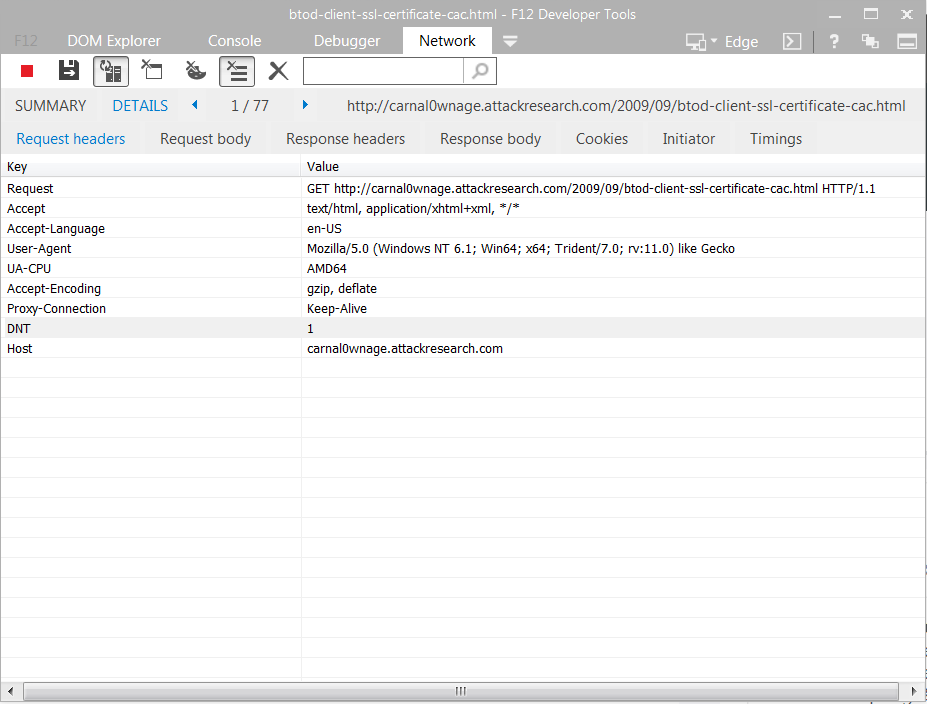 btod-client-ssl-certificate-cac.html - F12 Developer Tools
F12 DOM Explorer Console Debugger Network Edge ?
SUMMARY DETAILS 1 / 77 http://carnal0wnage.attackresearch.com/2009/09/btod-client-ssl-certificate-cac.html
Request headers Request body Response headers Response body Cookies Initiator Timings
Key Value
Request GET http://carnal0wnage.attackresearch.com/2009/09/btod-client-ssl-certificate-cac.html HTTP/1.1
Accept text/html, application/xhtml+xml, */*
Accept-Language en-US
User-Agent Mozilla/5.0 (Windows NT 6.1; Win64; x64; Trident/7.0; rv:11.0) like Gecko
UA-CPU AMD64
Accept-Encoding gzip, deflate
Proxy-Connection Keep-Alive
DNT 1
Host carnal0wnage.attackresearch.com